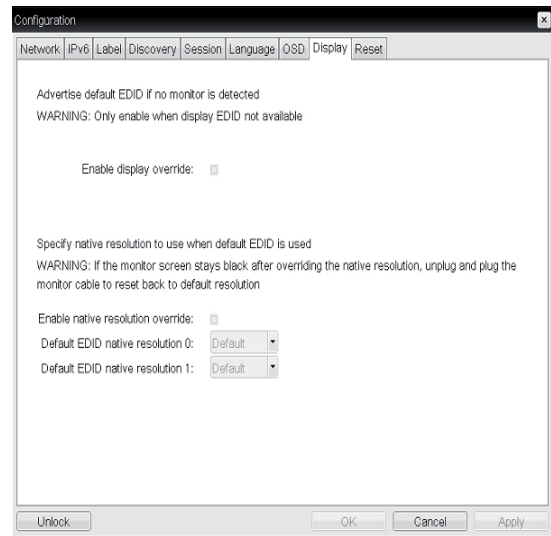 Configuration
Network IPv6 Label Discovery Session Language OSD Display Reset
Advertise default EDID if no monitor is detected
WARNING: Only enable when display EDID not available
Enable display override:
Specify native resolution to use when default EDID is used
WARNING: If the monitor screen stays black after overriding the native resolution, unplug and plug the
monitor cable to reset back to default resolution
Enable native resolution override:
Default EDID native resolution 0: Default
Default EDID native resolution 1: Default
Unlock OK Cancel Apply